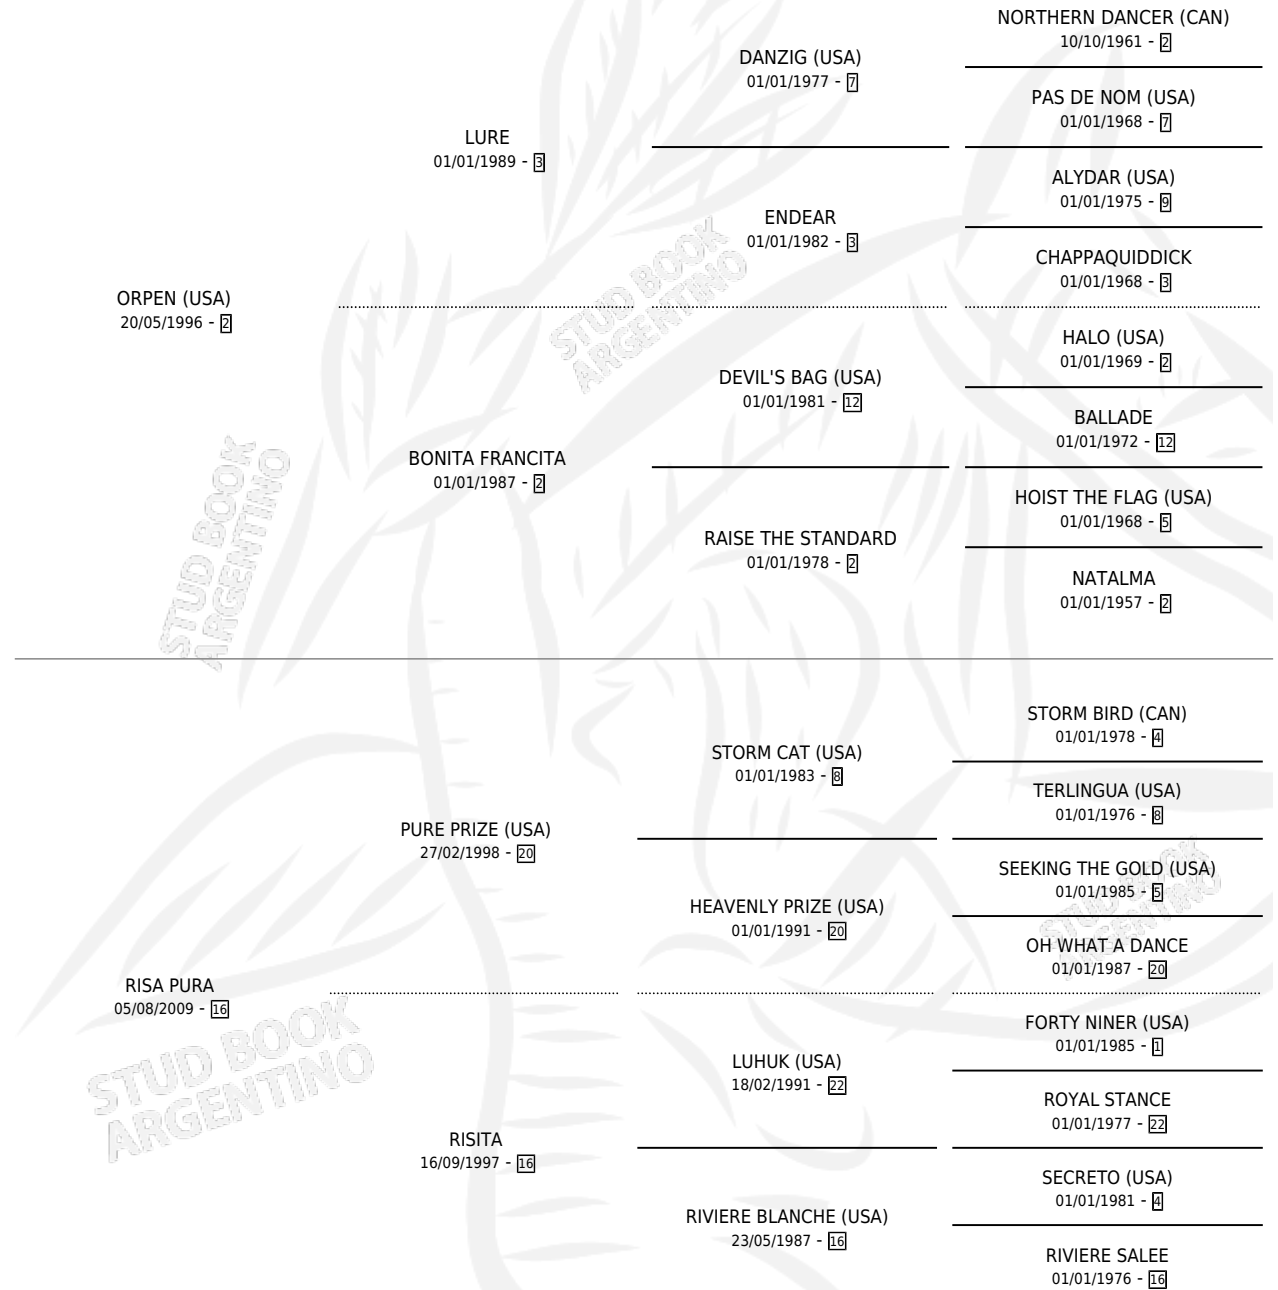 NORTHERN DANCER (CAN)
10/10/1961 - 2
DANZIG (USA)
01/01/1977 - 7
PAS DE NOM (USA)
01/01/1968 - 7
LURE
01/01/1989 - 3
ALYDAR (USA)
01/01/1975 - 9
ENDEAR
01/01/1982 - 3
CHAPPAQUIDDICK
01/01/1968 - 3
ORPEN (USA)
20/05/1996 - 2
HALO (USA)
01/01/1969 - 2
DEVIL'S BAG (USA)
01/01/1981 - 12
BALLADE
01/01/1972 - 12
BONITA FRANCITA
01/01/1987 - 2
HOIST THE FLAG (USA)
01/01/1968 - 5
RAISE THE STANDARD
01/01/1978 - 2
NATALMA
01/01/1957 - 2
STORM BIRD (CAN)
01/01/1978 - 4
STORM CAT (USA)
01/01/1983 - 8
TERLINGUA (USA)
01/01/1976 - 8
PURE PRIZE (USA)
27/02/1998 - 20
SEEKING THE GOLD (USA)
01/01/1985 - 5
HEAVENLY PRIZE (USA)
01/01/1991 - 20
OH WHAT A DANCE
01/01/1987 - 20
RISA PURA
05/08/2009 - 16
FORTY NINER (USA)
01/01/1985 - 1
LUHUK (USA)
18/02/1991 - 22
ROYAL STANCE
01/01/1977 - 22
RISITA
16/09/1997 - 16
SECRETO (USA)
01/01/1981 - 4
RIVIERE BLANCHE (USA)
23/05/1987 - 16
RIVIERE SALEE
01/01/1976 - 16
STUD BOOK
ARGENTINO
STUD BOOK
ARGENTINO
STUD BOOK
ARGENTINO
STUD BOOK
ARGENTINO